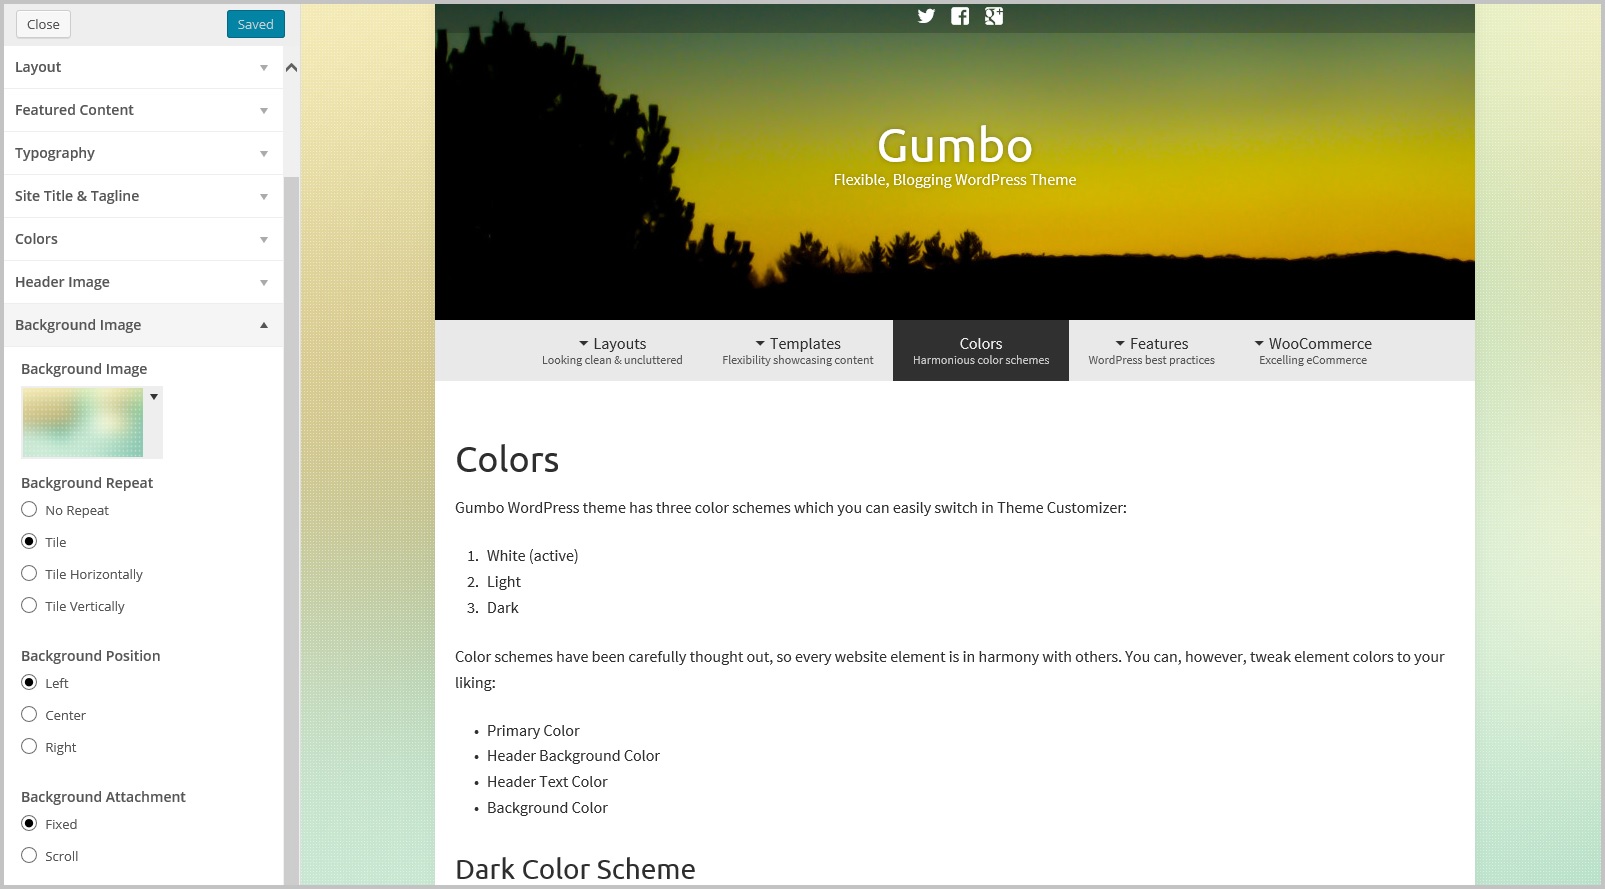 Close
Saved
Layout
Featured Content
Typography
Site Title & Tagline
Colors
Header Image
Background Image
Background Image
Background Repeat
No Repeat
Tile
Tile Horizontally
Tile Vertically
Background Position
Left
Center
Right
Background Attachment
Fixed
Scroll
Gumbo
Flexible, Blogging WordPress Theme
Layouts
Looking clean & uncluttered
Templates
Flexibility showcasing content
Colors
Harmonious color schemes
Features
WordPress best practices
WooCommerce
Excelling eCommerce
Colors
Gumbo WordPress theme has three color schemes which you can easily switch in Theme Customizer:
1. White (active)
2. Light
3. Dark
Color schemes have been carefully thought out, so every website element is in harmony with others. You can, however, tweak element colors to your
liking:
• Primary Color
• Header Background Color
• Header Text Color
• Background Color
Dark Color Scheme